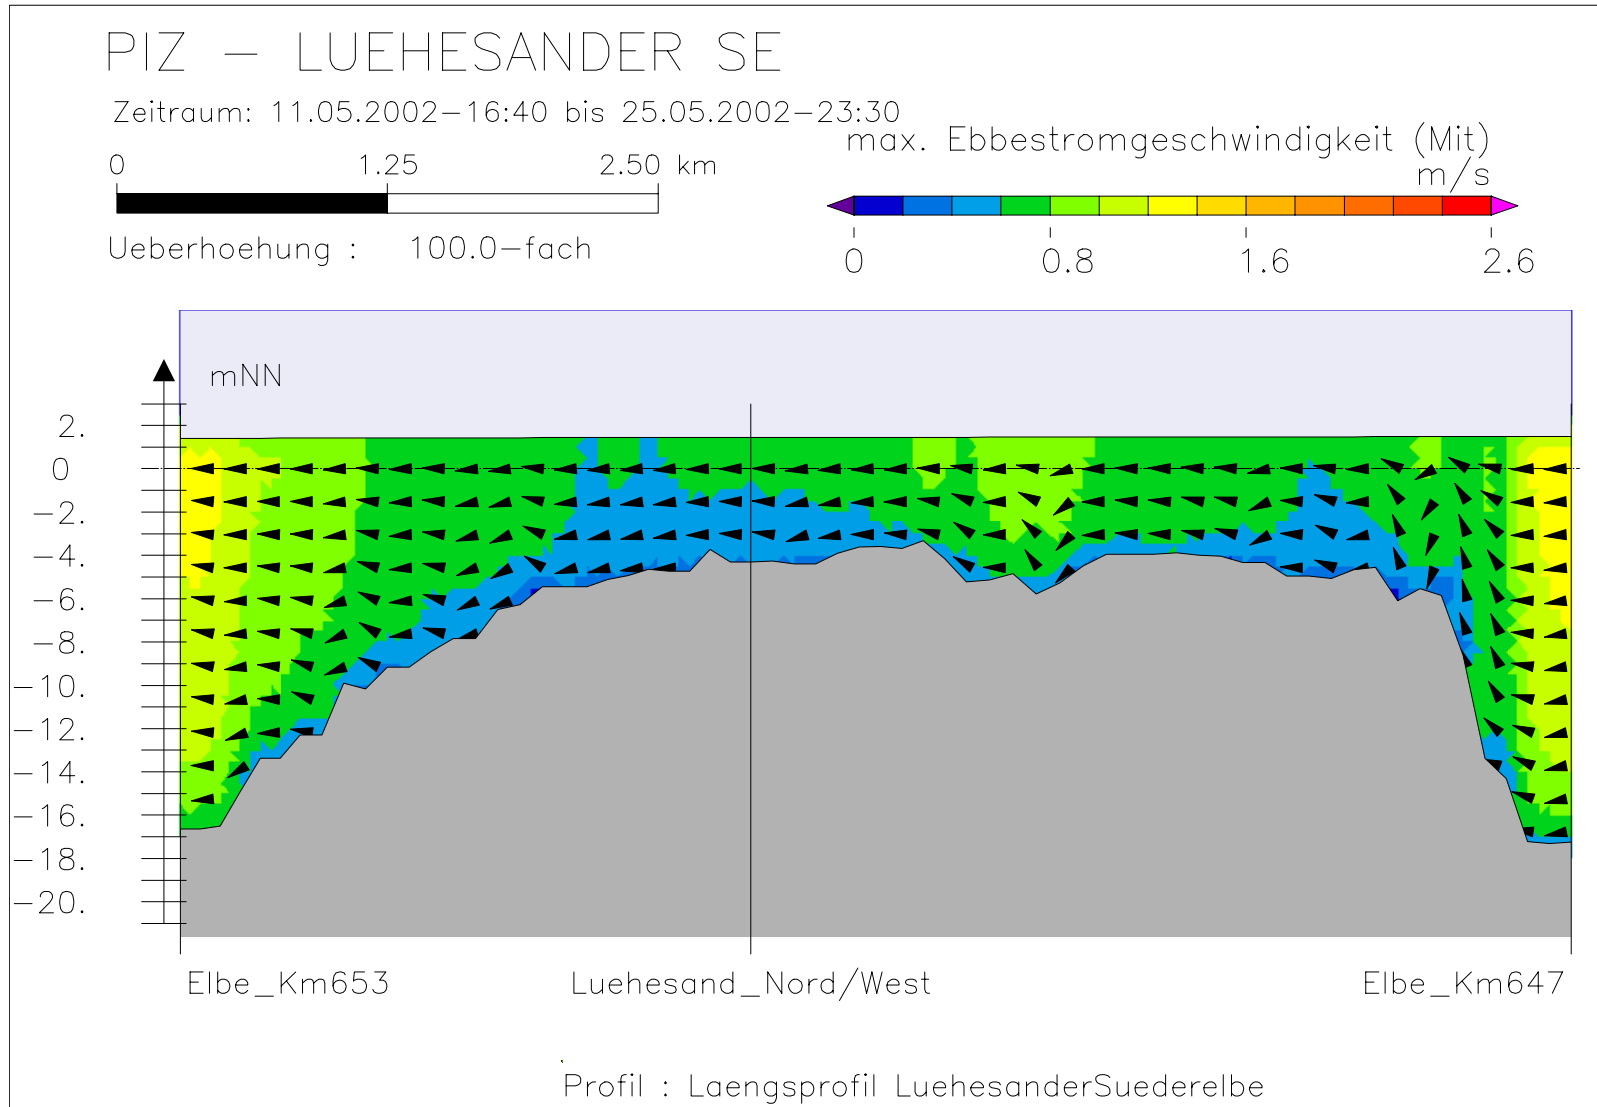 PIZ - LUEHESANDER SE
Zeitraum: 11.05.2002-16:40 bis 25.05.2002-23:30
max. Ebbestromgeschwindigkeit (Mit)
m/s
0 1.25 2.50 km
Ueberhoehung : 100.0-fach
0 0.8 1.6 2.6
mNN
2.
0
-2.
-4.
-6.
-8.
-10.
-12.
-14.
-16.
-18.
-20.
Elbe_Km653 Luehesand_Nord/West Elbe_Km647
Profil : Laengsprofil LuehesanderSuederelbe